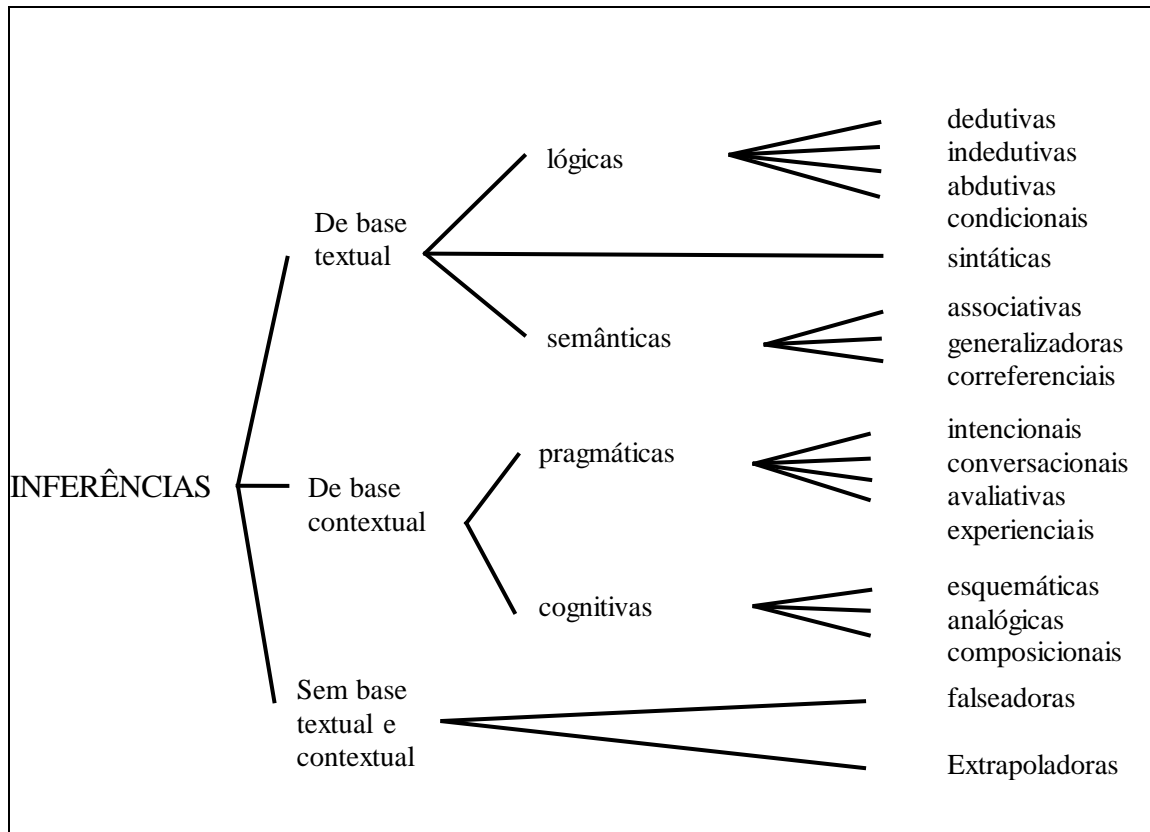 dedutivas
indedutivas
abdutivas
condicionais
lógicas
De base
textual
sintáticas
semânticas
associativas
generalizadoras
correferenciais
INFERÊNCIAS
De base
contextual
pragmáticas
intencionais
conversacionais
avaliativas
experienciais
cognitivas
esquemáticas
analógicas
composicionais
Sem base
textual e
contextual
falseadoras
Extrapoladoras